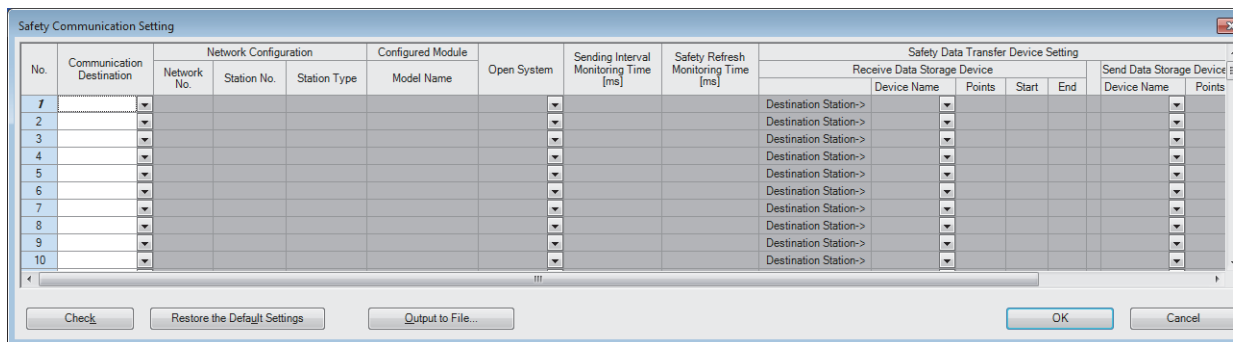 Safety Communication Setting
No. Communication Destination Network Configuration Configured Module Open System Sending Interval Monitoring Time [ms] Safety Refresh Monitoring Time [ms] Safety Data Transfer Device Setting
Network No. Station No. Station Type Model Name Receive Data Storage Device Send Data Storage Device
Device Name Points Start End Device Name Points
1 Destination Station->
2 Destination Station->
3 Destination Station->
4 Destination Station->
5 Destination Station->
6 Destination Station->
7 Destination Station->
8 Destination Station->
9 Destination Station->
10 Destination Station->
Check Restore the Default Settings Output to File... OK Cancel